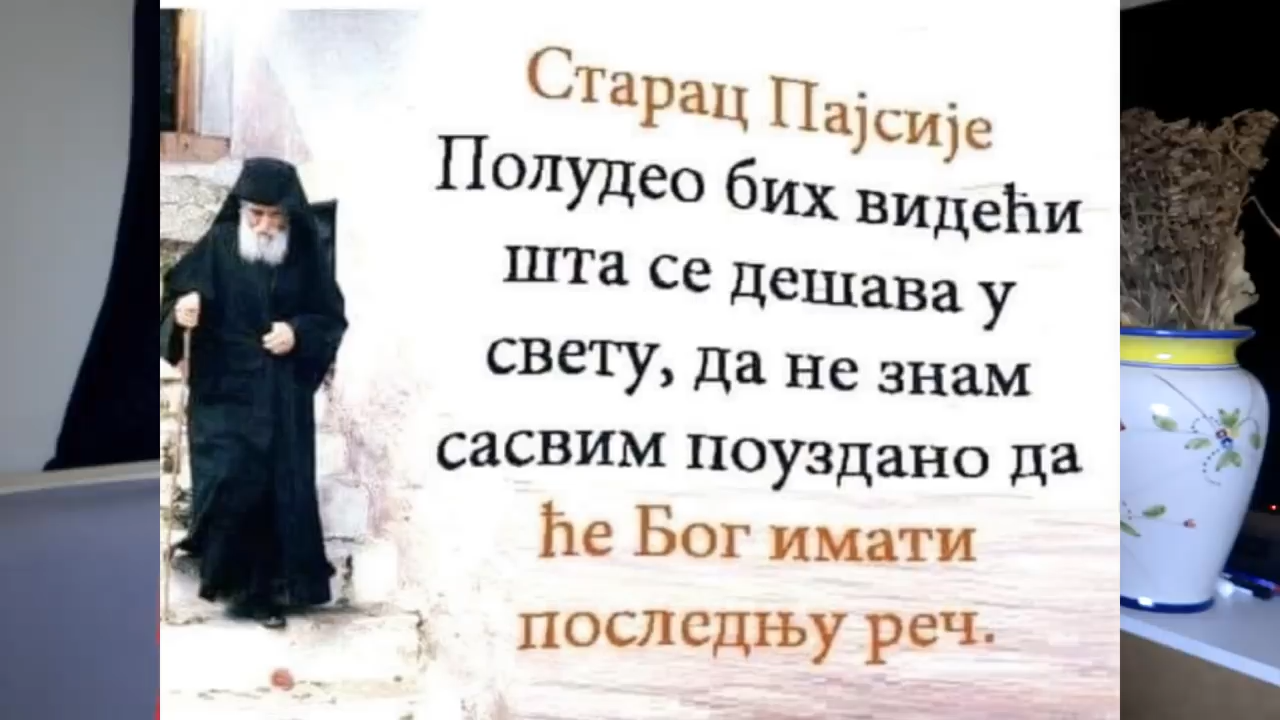 Старац Пајсије
Полудео бих видећи
шта се дешава у
свету, да не знам
сасвим поуздано да
ће Бог имати
последњу реч.